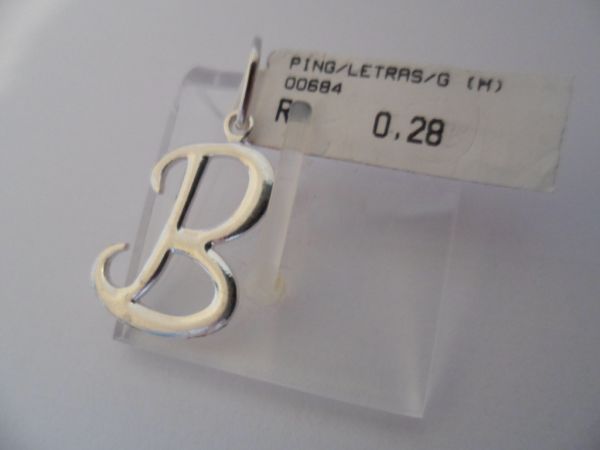 PING/LETRAS/G (M)
00684
R 0,28
B